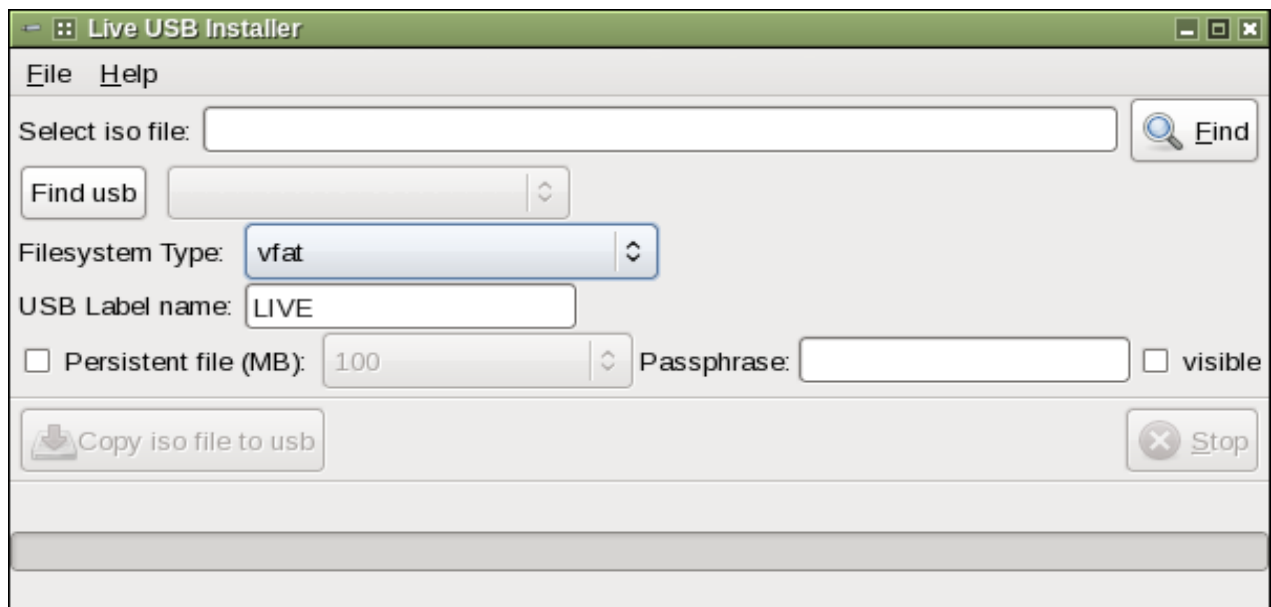 Live USB Installer
File Help
Select iso file: Find
Find usb
Filesystem Type: vfat
USB Label name: LIVE
Persistent file (MB): 100 Passphrase: visible
Copy iso file to usb Stop